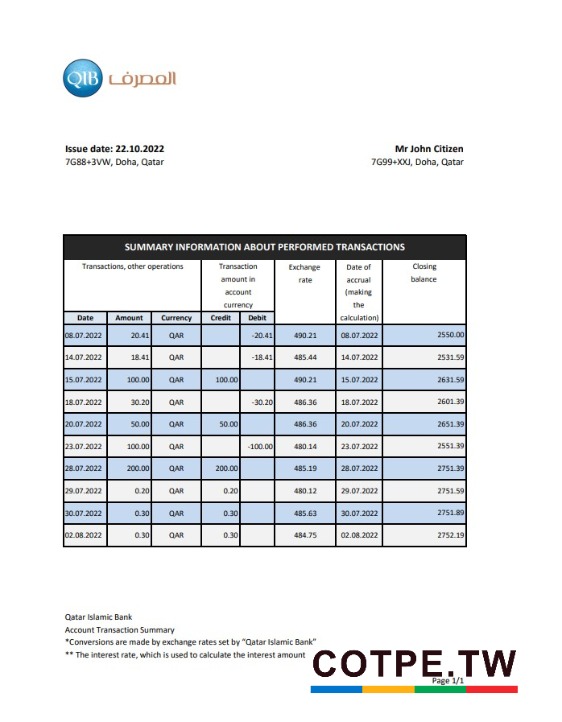 QIB المصرف
Issue date: 22.10.2022 Mr John Citizen
7G88+3VW, Doha, Qatar 7G99+XXJ, Doha, Qatar
SUMMARY INFORMATION ABOUT PERFORMED TRANSACTIONS
Transactions, other operations Transaction amount in account currency Exchange rate Date of accrual (making the calculation) Closing balance
Date Amount Currency Credit Debit
08.07.2022 20.41 QAR -20.41 490.21 08.07.2022 2550.00
14.07.2022 18.41 QAR -18.41 485.44 14.07.2022 2531.59
15.07.2022 100.00 QAR 100.00 490.21 15.07.2022 2631.59
18.07.2022 30.20 QAR -30.20 486.36 18.07.2022 2601.39
20.07.2022 50.00 QAR 50.00 486.36 20.07.2022 2651.39
23.07.2022 100.00 QAR -100.00 480.14 23.07.2022 2551.39
28.07.2022 200.00 QAR 200.00 485.19 28.07.2022 2751.39
29.07.2022 0.20 QAR 0.20 480.12 29.07.2022 2751.59
30.07.2022 0.30 QAR 0.30 485.63 30.07.2022 2751.89
02.08.2022 0.30 QAR 0.30 484.75 02.08.2022 2752.19
Qatar Islamic Bank
Account Transaction Summary
*Conversions are made by exchange rates set by “Qatar Islamic Bank”
** The interest rate, which is used to calculate the interest amount
COTPE.TW
Page 1/1